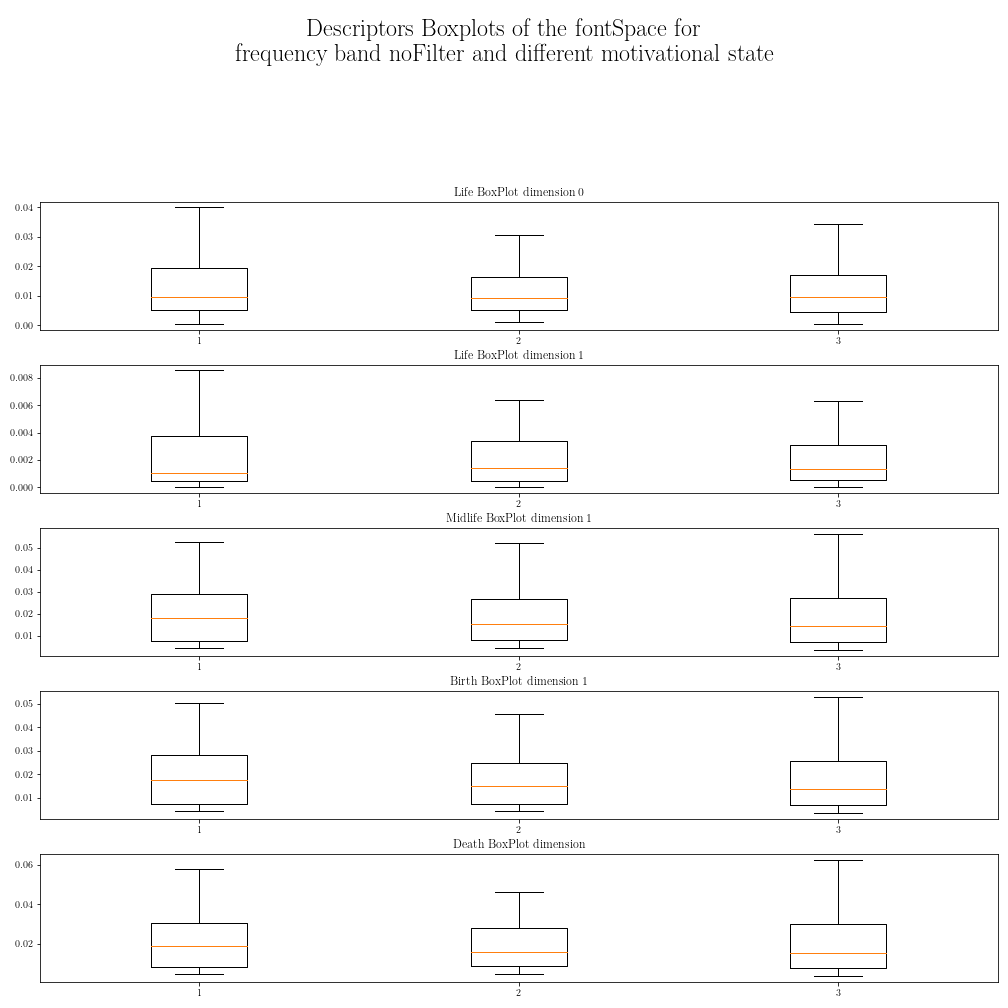 Descriptors Boxplots of the fontSpace for
frequency band noFilter and different motivational state
Life BoxPlot dimension 0
0.04
0.03
0.02
0.01
0.00
1 2 3
Life BoxPlot dimension 1
0.008
0.006
0.004
0.002
0.000
1 2 3
Midlife BoxPlot dimension 1
0.05
0.04
0.03
0.02
0.01
1 2 3
Birth BoxPlot dimension 1
0.05
0.04
0.03
0.02
0.01
1 2 3
Death BoxPlot dimension
0.06
0.04
0.02
1 2 3